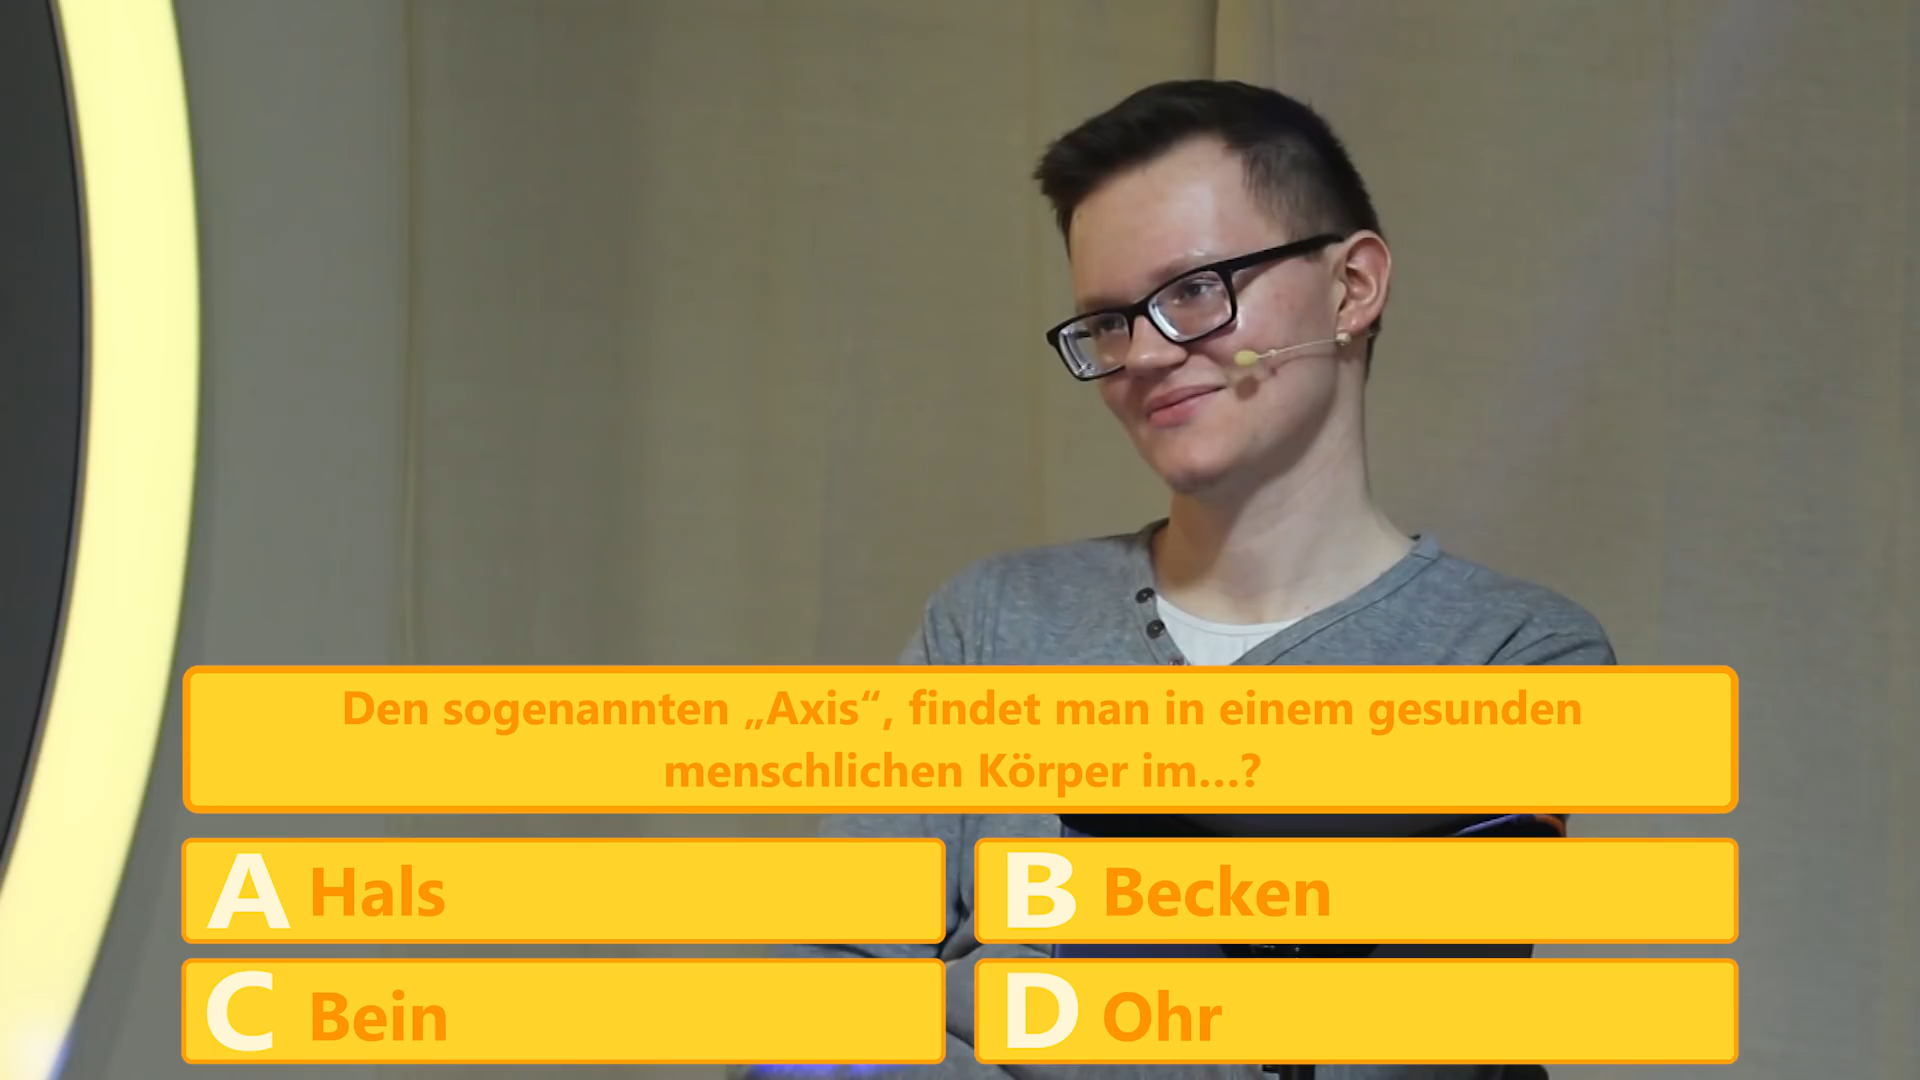 Den sogenannten „Axis“, findet man in einem gesunden
menschlichen Körper im...?
A Hals
B Becken
C Bein
D Ohr